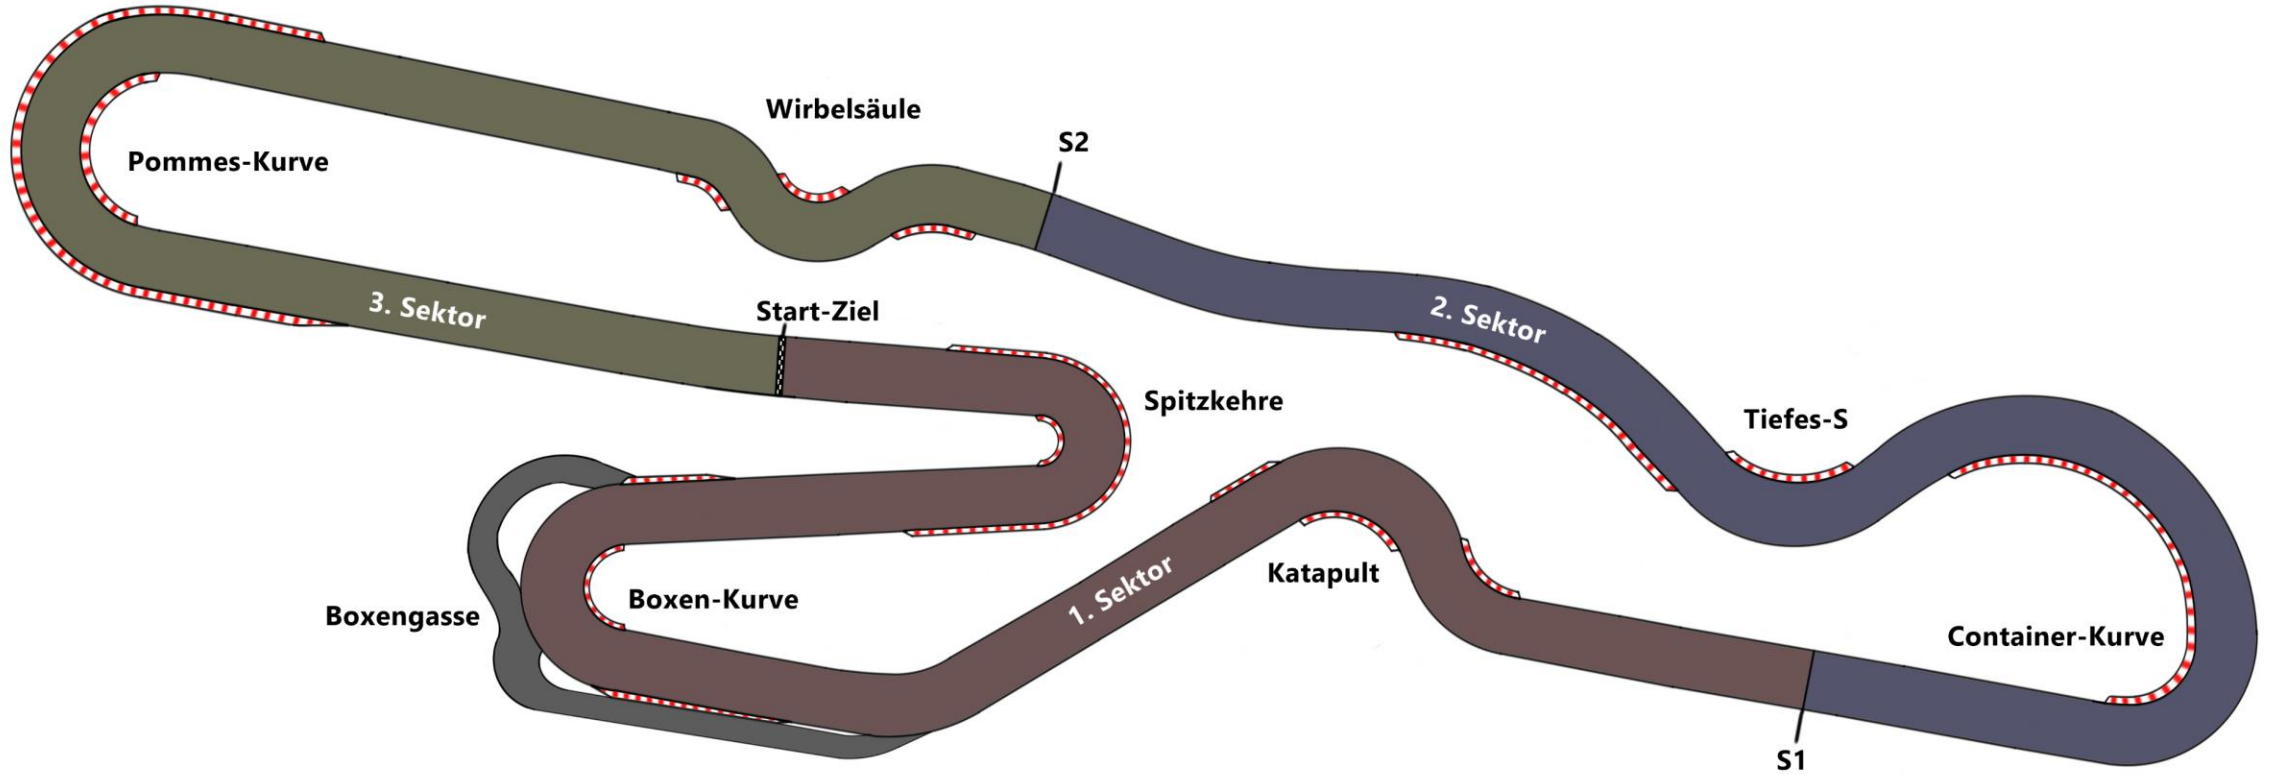 Wirbelsäule
S2
Pommes-Kurve
3. Sektor
Start-Ziel
2. Sektor
Spitzkehre
Tiefes-S
Katapult
1. Sektor
Boxen-Kurve
Boxengasse
Container-Kurve
S1